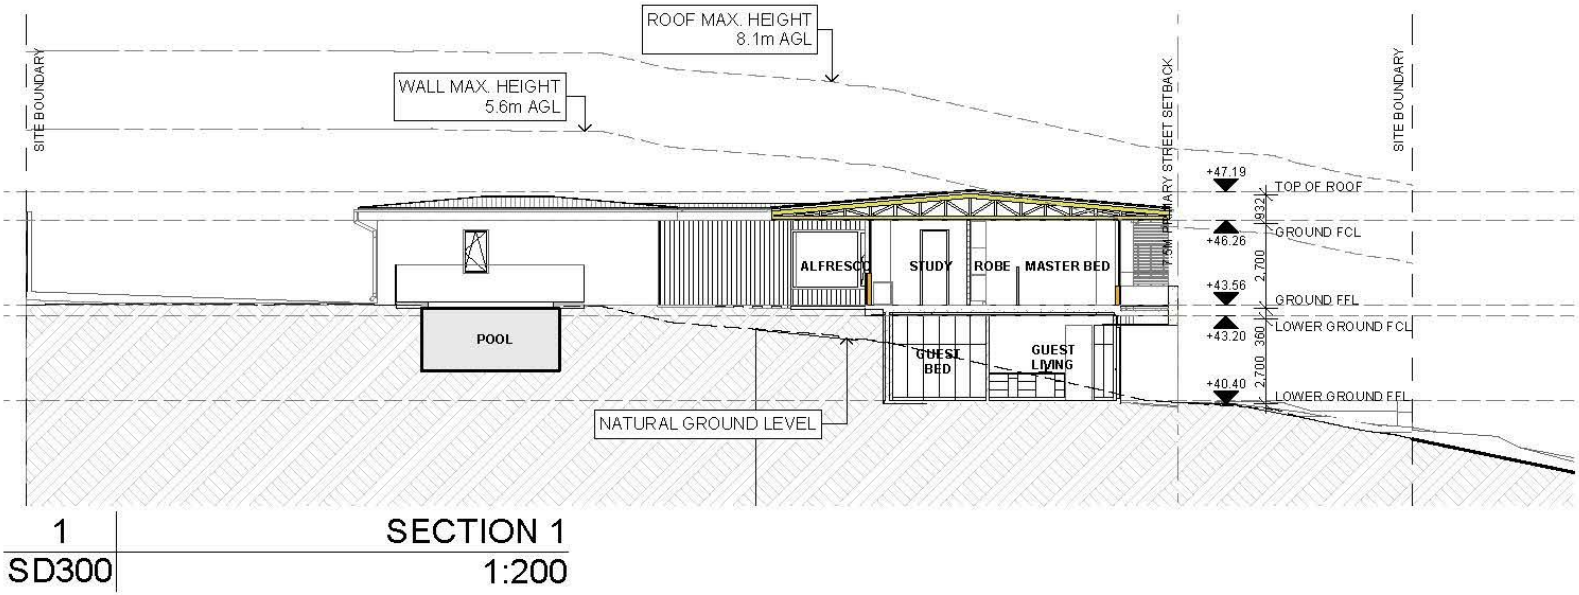 ROOF MAX. HEIGHT
8.1m AGL
WALL MAX. HEIGHT
5.6m AGL
SITE BOUNDARY
7.5M PRIMARY STREET SETBACK
SITE BOUNDARY
+47.19
TOP OF ROOF
932
+46.26
GROUND FCL
2,700
+43.56
GROUND FFL
360
+43.20
LOWER GROUND FCL
2,700
+40.40
LOWER GROUND FFL
ALFRESCO
STUDY
ROBE
MASTER BED
POOL
GUEST
BED
GUEST
LIVING
NATURAL GROUND LEVEL
1
SECTION 1
SD300
1:200